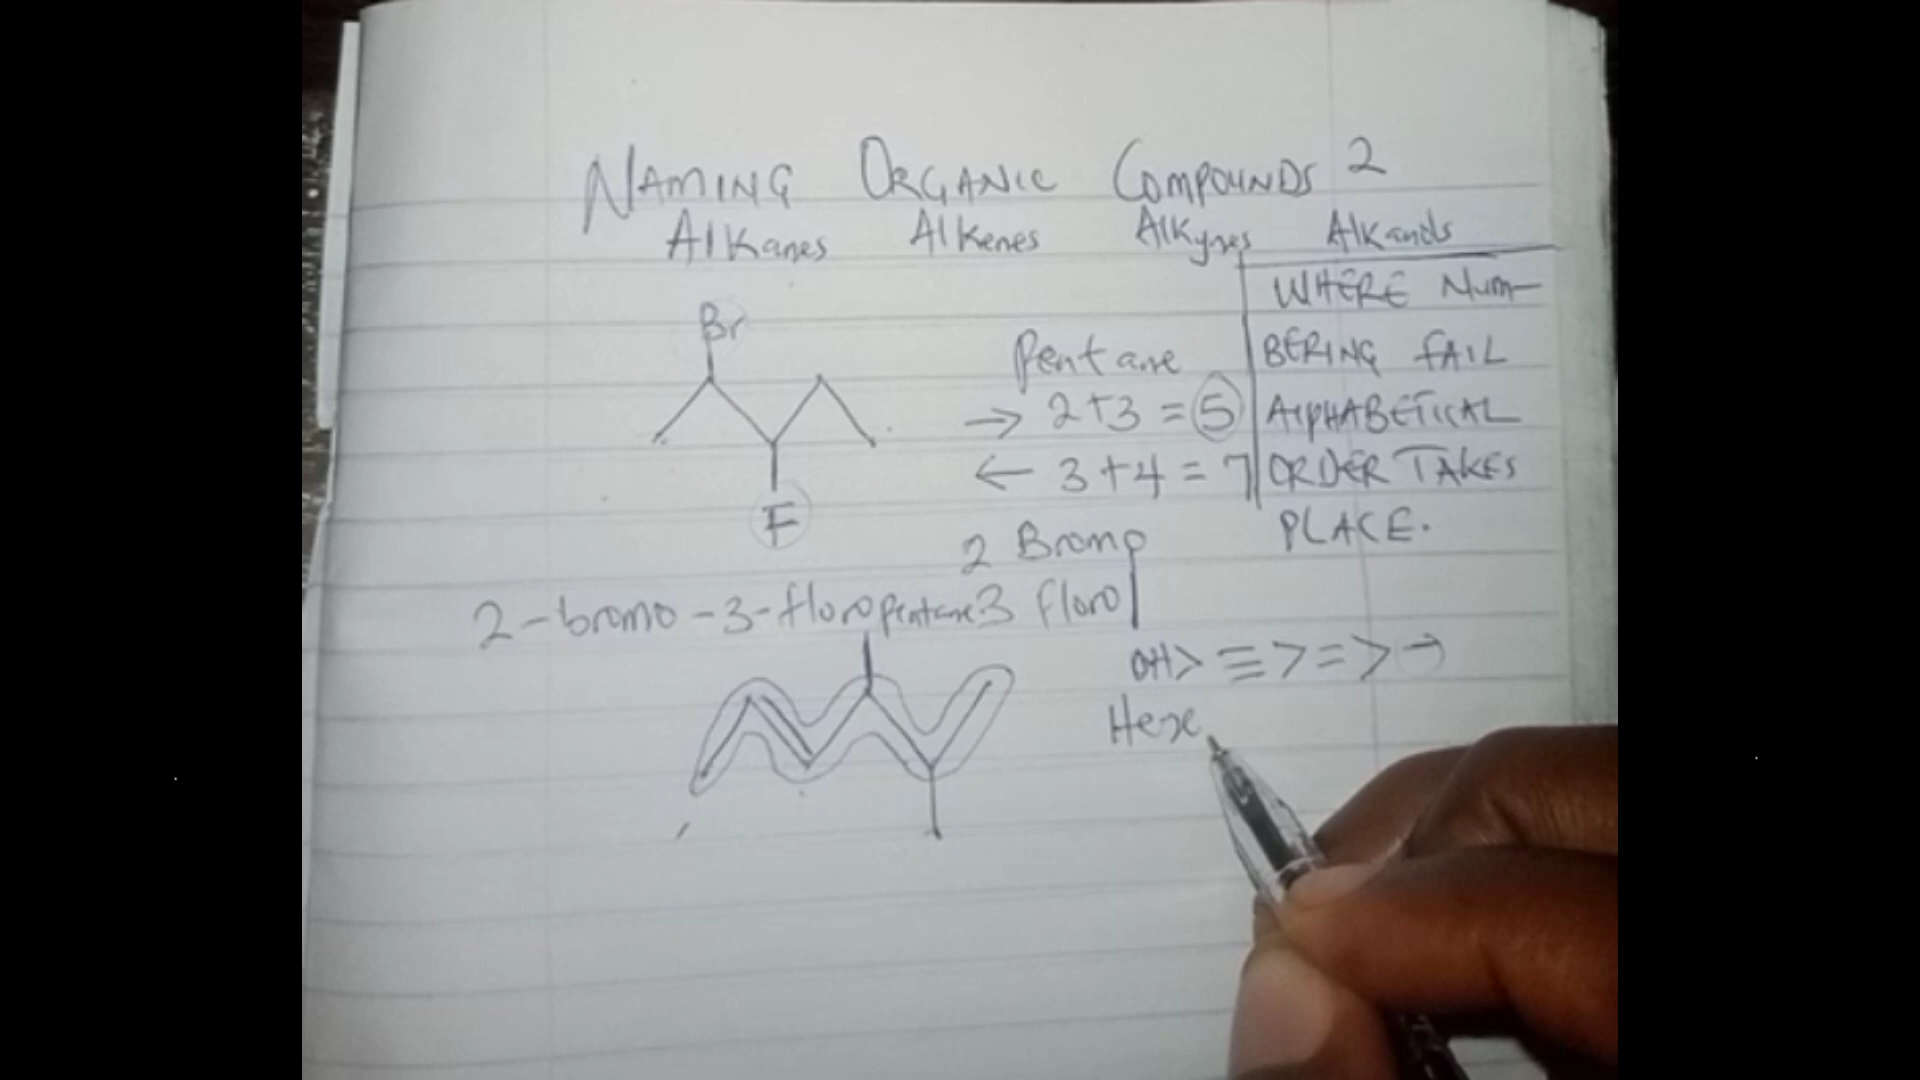 NAMING ORGANIC COMPOUNDS 2
Alkanes Alkenes Alkynes Alkanols
WHERE NUM-
BERING FAIL
ALPHABETICAL
ORDER TAKES
PLACE.
Br
F
Pentane
→ 2+3 = 5
← 3+4 = 7
2 Bromo
3 floro
2-bromo-3-floropentane
OH > ≡ > = > -
Hexe